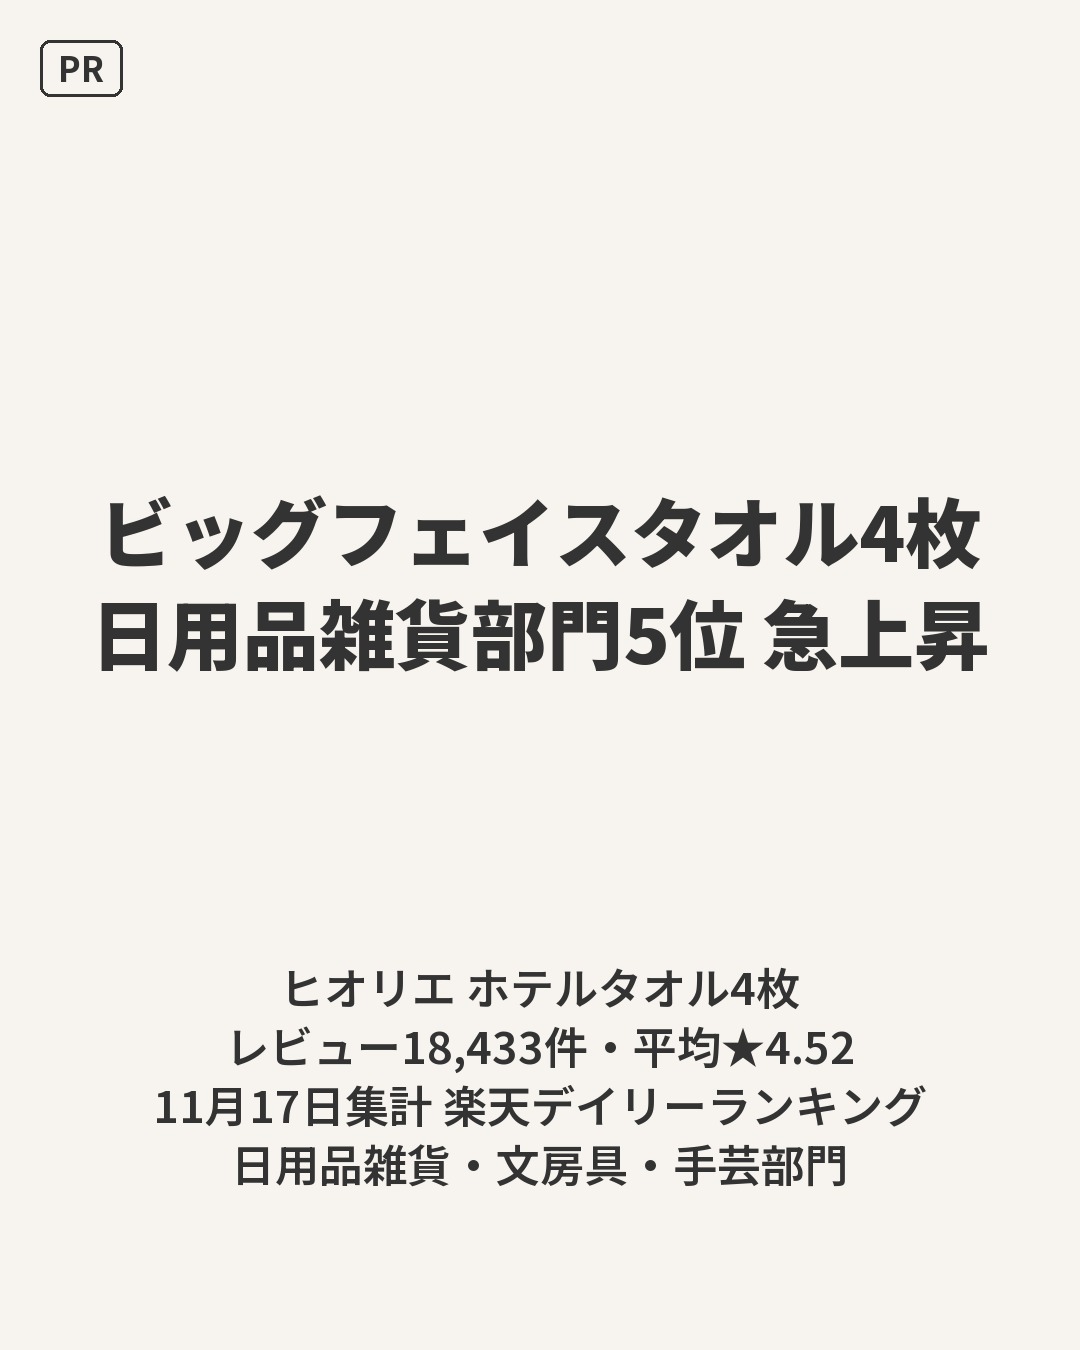 PR
ビッグフェイスタオル4枚
日用品雑貨部門5位 急上昇
ヒオリエ ホテルタオル4枚
レビュー18,433件・平均★4.52
11月17日集計 楽天デイリーランキング
日用品雑貨・文房具・手芸部門